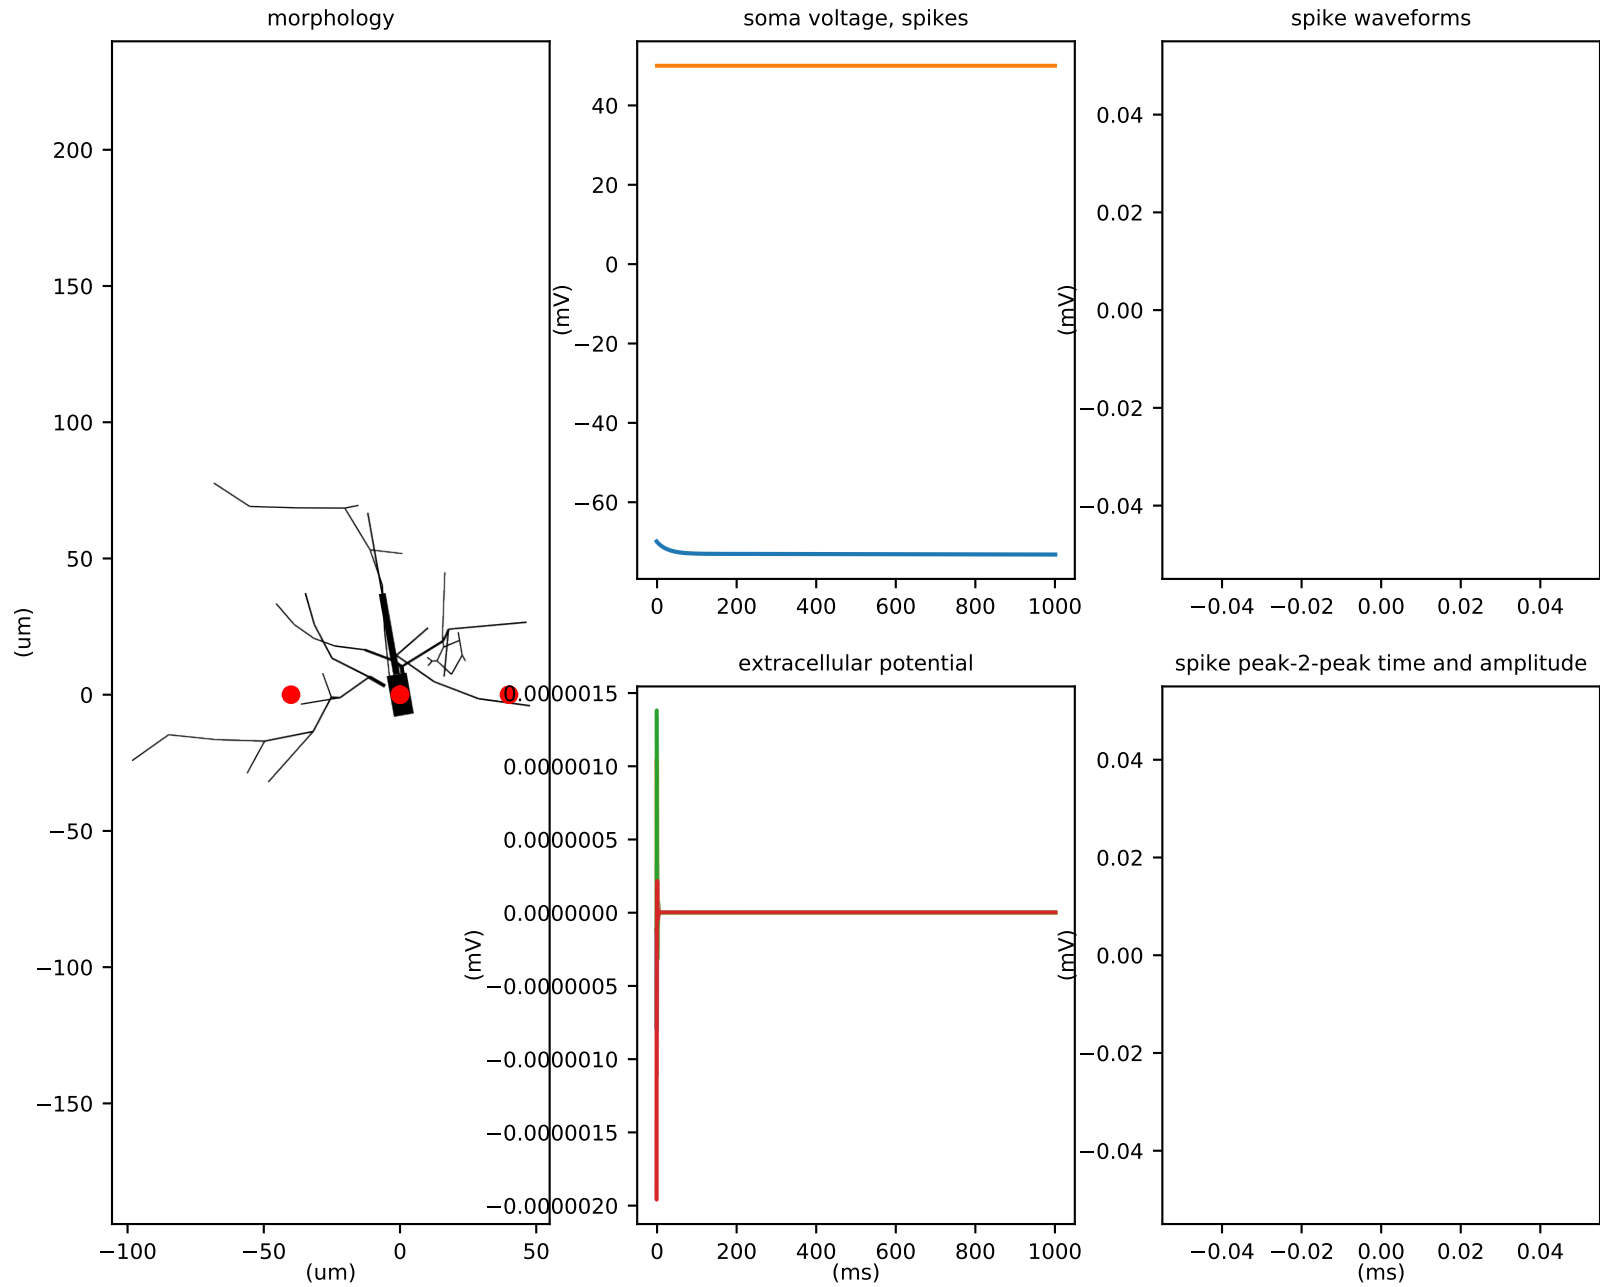 morphology
200
150
100
50
0
−50
−100
−150
(um)
−100 −50 0 50
(um)
soma voltage, spikes
40
20
0
−20
−40
−60
(mV)
0 200 400 600 800 1000
spike waveforms
0.04
0.02
0.00
−0.02
−0.04
(mV)
−0.04 −0.02 0.00 0.02 0.04
extracellular potential
0.0000015
0.0000010
0.0000005
0.0000000
−0.0000005
−0.0000010
−0.0000015
−0.0000020
(mV)
0 200 400 600 800 1000
(ms)
spike peak-2-peak time and amplitude
0.04
0.02
0.00
−0.02
−0.04
(mV)
−0.04 −0.02 0.00 0.02 0.04
(ms)